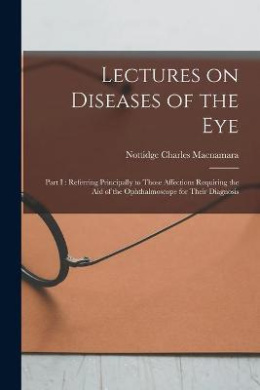 Lectures on
Diseases of the
Eye
Nottidge Charles Macnamara
Part I : Referring Principally to Those Affections Requiring the
Aid of the Ophthalmoscope for Their Diagnosis